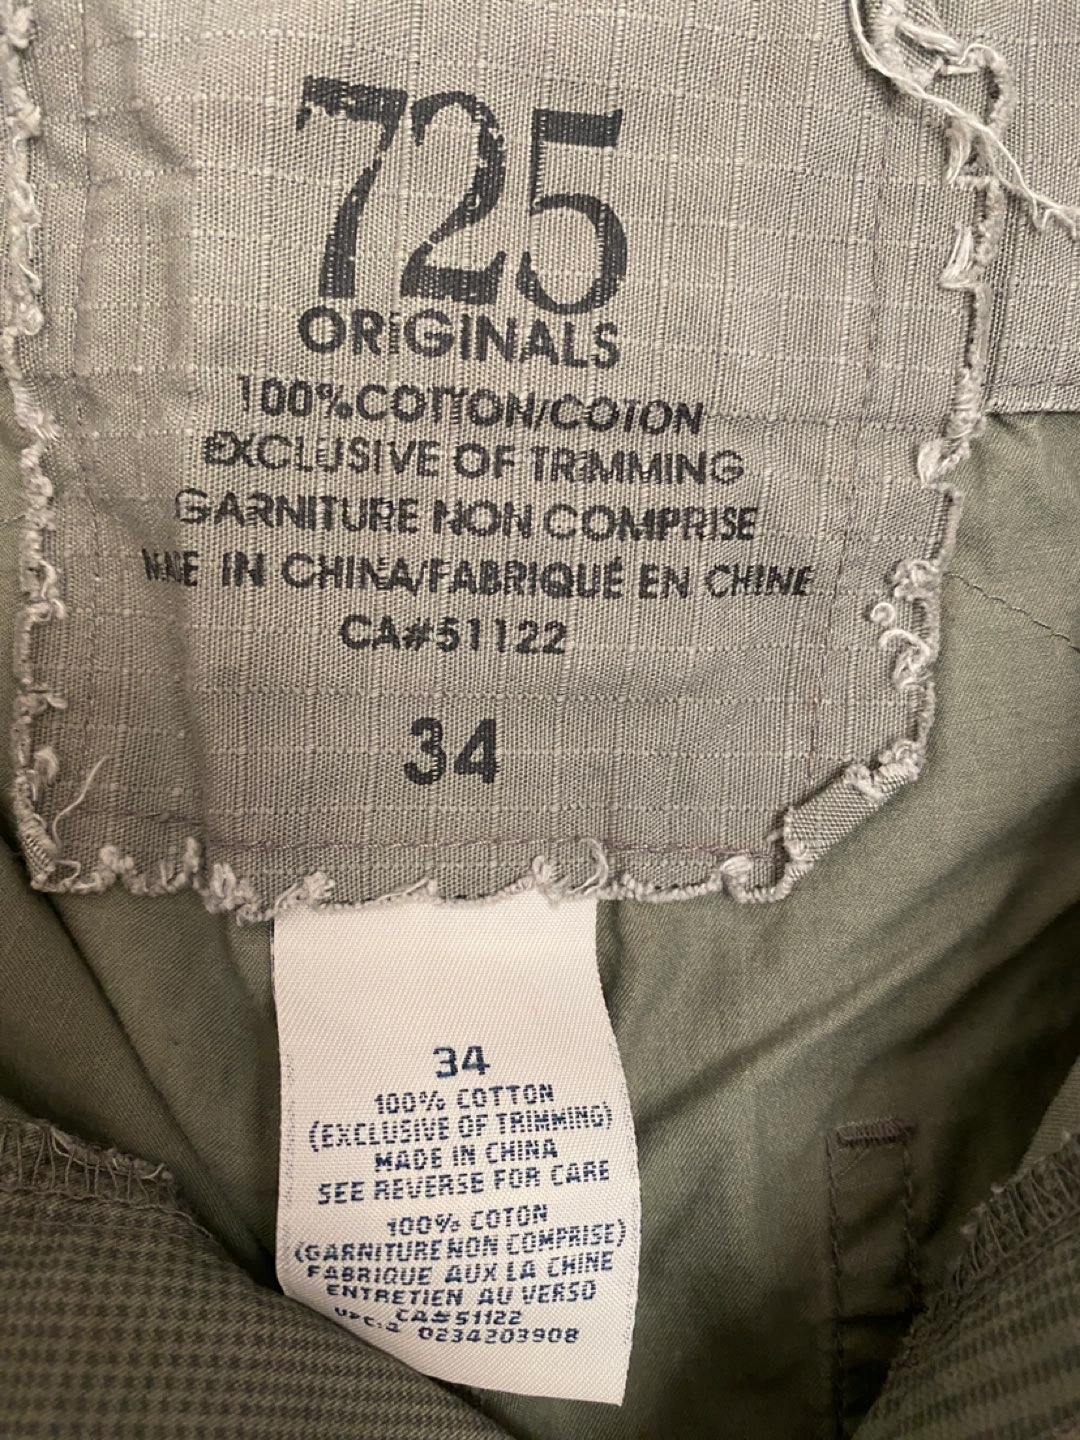 725
ORIGINALS
100% COTTON/COTON
EXCLUSIVE OF TRIMMING
GARNITURE NON COMPRISE
MADE IN CHINA/FABRIQUÉ EN CHINE
CA#51122
34
34
100% COTTON
(EXCLUSIVE OF TRIMMING)
MADE IN CHINA
SEE REVERSE FOR CARE
100% COTON
(GARNITURE NON COMPRISE)
FABRIQUE AUX LA CHINE
ENTRETIEN AU VERSO
CA#51122
0234203908